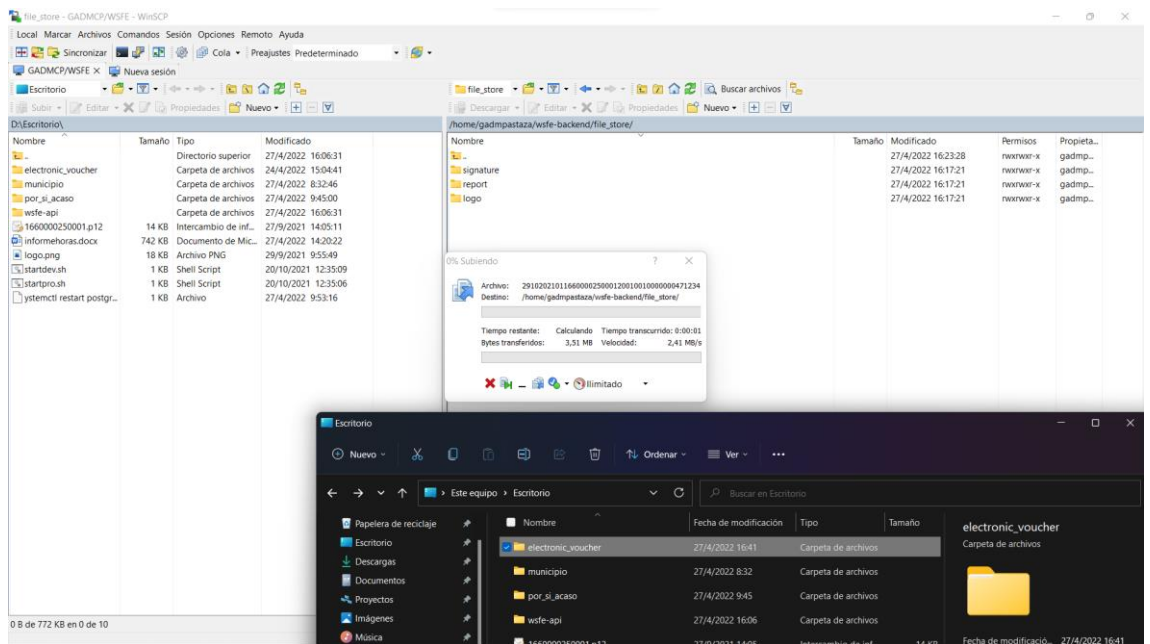 file_store - GADMCP/WSFE - WinSCP
Local Marcar Archivos Comandos Sesión Opciones Remoto Ayuda
Sincronizar Cola Preajustes Predeterminado
GADMCP/WSFE Nueva sesión
Escritorio
file_store Buscar archivos
Subir Editar Propiedades Nuevo
Descargar Editar Propiedades Nuevo
D:\Escritorio\
/home/gadmpastaza/wsfe-backend/file_store/
Nombre Tamaño Tipo Modificado
.. Directorio superior 27/4/2022 16:06:31
electronic_voucher Carpeta de archivos 24/4/2022 15:04:41
municipio Carpeta de archivos 27/4/2022 8:32:46
por_si_acaso Carpeta de archivos 27/4/2022 9:45:00
wsfe-api Carpeta de archivos 27/4/2022 16:06:31
1660000250001.p12 14 KB Intercambio de inf... 27/9/2021 14:05:11
informehoras.docx 742 KB Documento de Mic... 27/4/2022 14:20:22
logo.png 18 KB Archivo PNG 29/9/2021 9:55:49
startdev.sh 1 KB Shell Script 20/10/2021 12:35:09
startpro.sh 1 KB Shell Script 20/10/2021 12:35:06
ystemctl restart postgr... 1 KB Archivo 27/4/2022 9:53:16
Nombre Tamaño Modificado Permisos Propieta...
.. 27/4/2022 16:23:28 rwxrwxr-x gadmp...
signature 27/4/2022 16:17:21 rwxrwxr-x gadmp...
report 27/4/2022 16:17:21 rwxrwxr-x gadmp...
logo 27/4/2022 16:17:21 rwxrwxr-x gadmp...
0% Subiendo
Archivo:
Destino: /home/gadmpastaza/wsfe-backend/file_store/
Tiempo restante: Calculando Tiempo transcurrido: 0:00:01
Bytes transferidos: 3,51 MB Velocidad: 2,41 MB/s
Ilimitado
0 B de 772 KB en 0 de 10
Escritorio
Nuevo Ordenar Ver
Este equipo > Escritorio
Buscar en Escritorio
Papelera de reciclaje
Escritorio
Descargas
Documentos
Proyectos
Imágenes
Música
Nombre Fecha de modificación Tipo Tamaño
electronic_voucher 27/4/2022 16:41 Carpeta de archivos
municipio 27/4/2022 8:32 Carpeta de archivos
por_si_acaso 27/4/2022 9:45 Carpeta de archivos
wsfe-api 27/4/2022 16:06 Carpeta de archivos
1660000250001.p12 27/9/2021 14:05 Intercambio de inf... 14 KB
electronic_voucher
Carpeta de archivos
Fecha de modificació... 27/4/2022 16:41